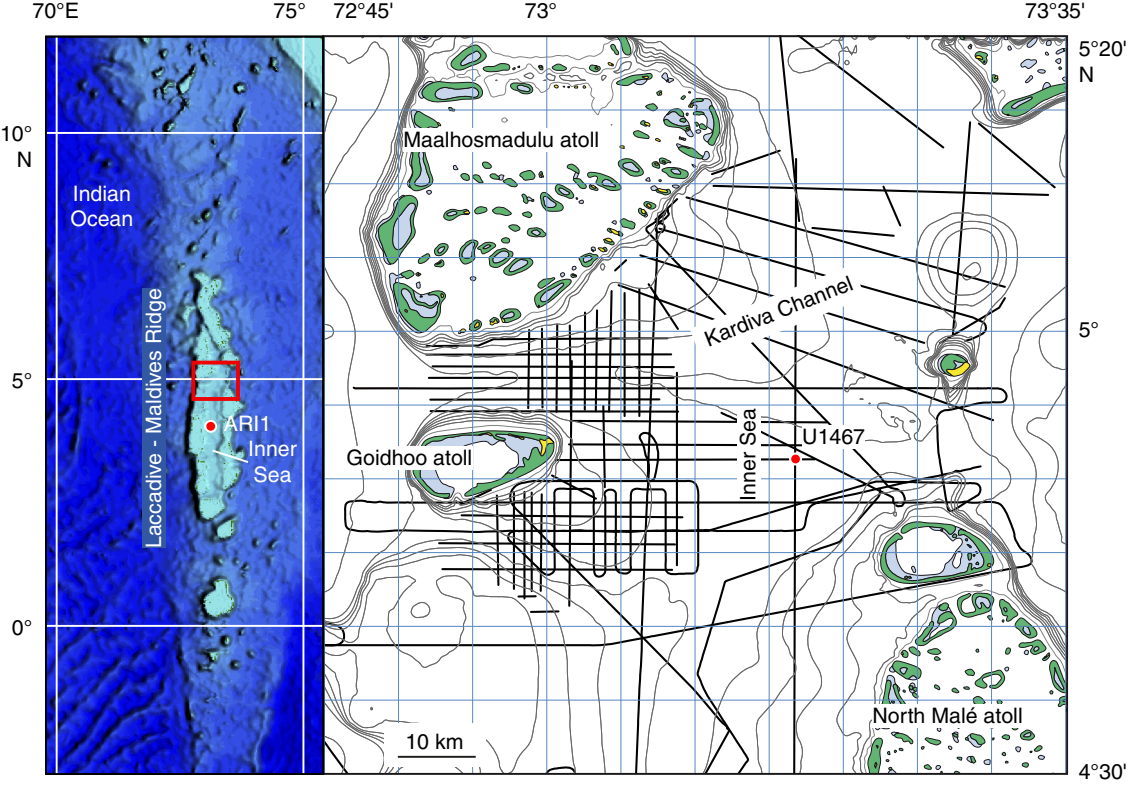 70°E
75°
72°45'
73°
73°35'
5°20'
N
10°
N
Indian
Ocean
Maalhosmadulu atoll
Kardiva Channel
5°
Laccadive - Maldives Ridge
5°
ARI1
Inner
Sea
Goidhoo atoll
Inner Sea
U1467
0°
North Malé atoll
10 km
4°30'